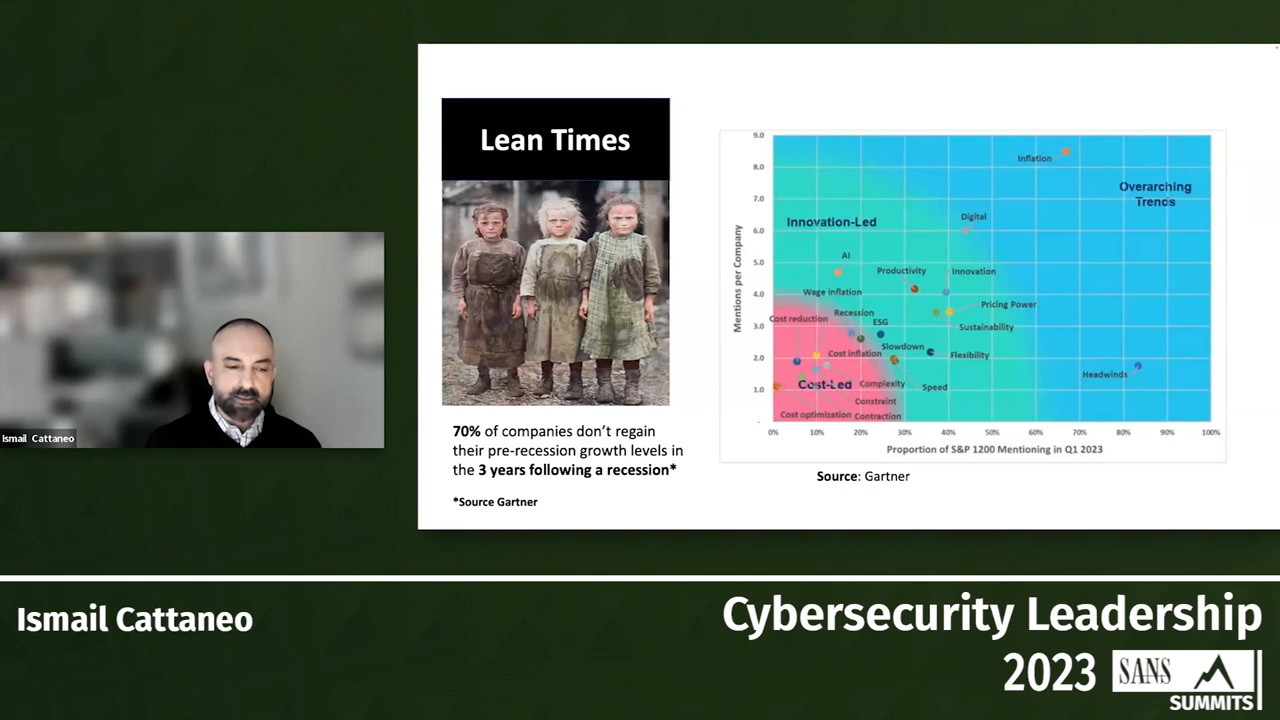 Lean Times
70% of companies don't regain
their pre-recession growth levels in
the 3 years following a recession*
*Source Gartner
9.0
8.0
7.0
6.0
5.0
4.0
3.0
2.0
1.0
-
Mentions per Company
Inflation
Overarching
Trends
Innovation-Led
Digital
AI
Productivity
Innovation
Wage inflation
Pricing Power
Cost reduction
Recession
ESG
Sustainability
Slowdown
Cost inflation
Flexibility
Headwinds
Cost-Led
Complexity
Speed
Constraint
Cost optimization
Contraction
0%
10%
20%
30%
40%
50%
60%
70%
80%
90%
100%
Proportion of S&P 1200 Mentioning in Q1 2023
Source: Gartner
Ismail Cattaneo
Ismail Cattaneo
Cybersecurity Leadership
2023
SANS
SUMMITS